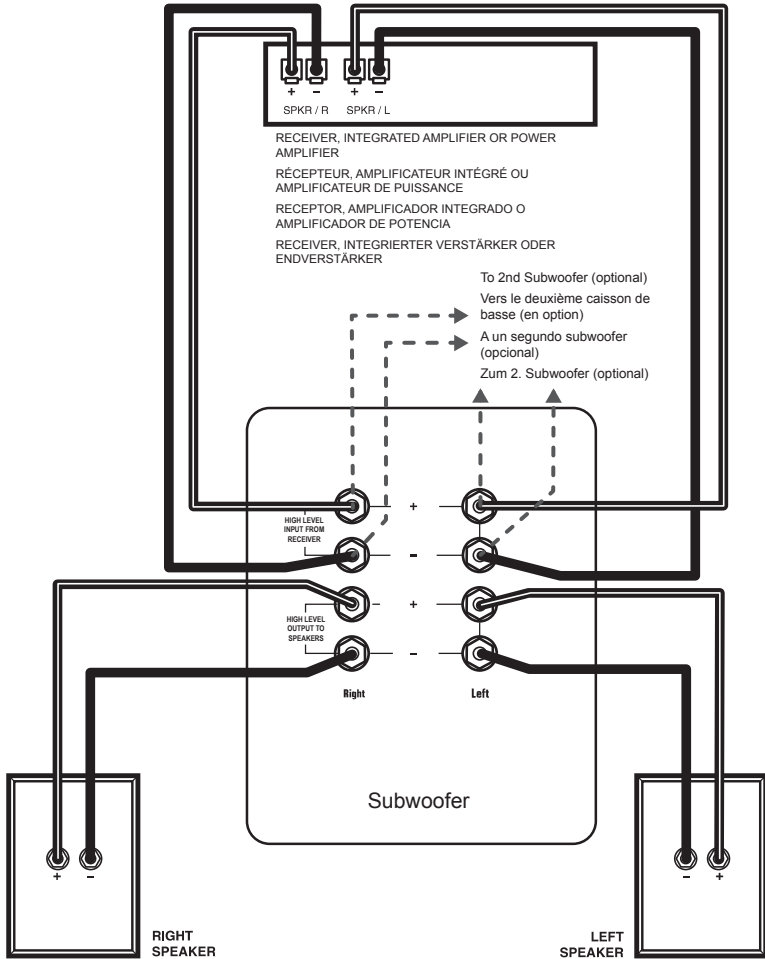 + − + −
SPKR / R SPKR / L
RECEIVER, INTEGRATED AMPLIFIER OR POWER
AMPLIFIER
RÉCEPTEUR, AMPLIFICATEUR INTÉGRÉ OU
AMPLIFICATEUR DE PUISSANCE
RECEPTOR, AMPLIFICADOR INTEGRADO O
AMPLIFICADOR DE POTENCIA
RECEIVER, INTEGRIERTER VERSTÄRKER ODER
ENDVERSTÄRKER
To 2nd Subwoofer (optional)
Vers le deuxième caisson de
basse (en option)
A un segundo subwoofer
(opcional)
Zum 2. Subwoofer (optional)
+
HIGH LEVEL
INPUT FROM
RECEIVER
−
+
HIGH LEVEL
OUTPUT TO
SPEAKERS
−
Right Left
Subwoofer
+ − − +
RIGHT
SPEAKER
LEFT
SPEAKER